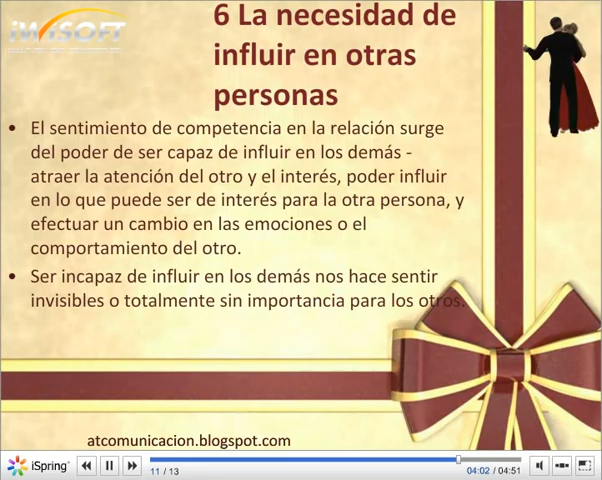 iWiSOFT
6 La necesidad de
influir en otras
personas
• El sentimiento de competencia en la relación surge
del poder de ser capaz de influir en los demás -
atraer la atención del otro y el interés, poder influir
en lo que puede ser de interés para la otra persona, y
efectuar un cambio en las emociones o el
comportamiento del otro.
• Ser incapaz de influir en los demás nos hace sentir
invisibles o totalmente sin importancia para los otros.
atcomunicacion.blogspot.com
iSpring
11 / 13
04:02 / 04:51